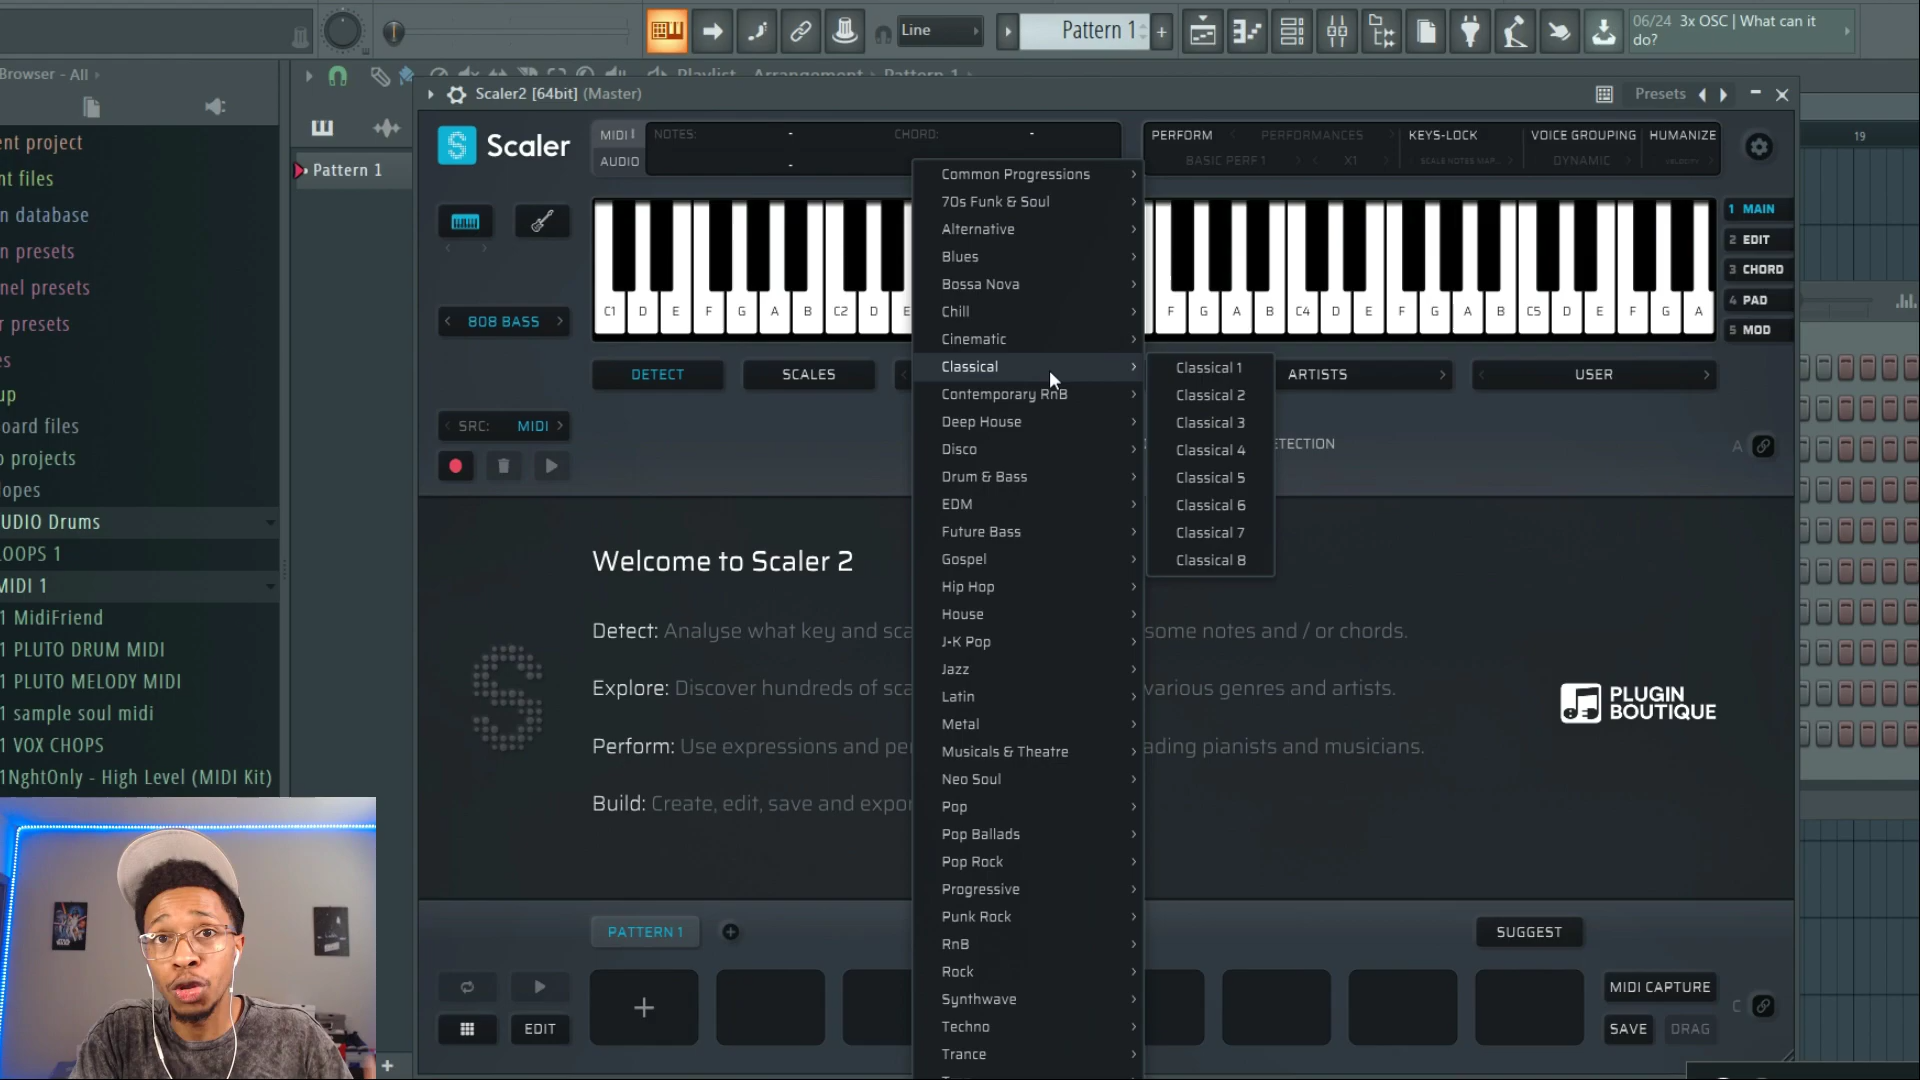 Line
Pattern 1
+
06/24 3x OSC | What can it
do?
Browser - All
Playlist - Arrangement › Pattern 1
Scaler2 [64bit] (Master)
Presets
19
ent project
nt files
n database
n presets
nel presets
r presets
es
up
oard files
o projects
lopes
UDIO Drums
LOOPS 1
MIDI 1
1 MidiFriend
1 PLUTO DRUM MIDI
1 PLUTO MELODY MIDI
1 sample soul midi
1 VOX CHOPS
1NghtOnly - High Level (MIDI Kit)
Pattern 1
S Scaler
MIDI
AUDIO
NOTES: -
CHORD: -
-
PERFORM
PERFORMANCES
BASIC PERF 1
X1
KEYS-LOCK
VOICE GROUPING
DYNAMIC
HUMANIZE
VELOCITY
C1 D E F G A B C2 D E
F G A B C4 D E F G A B C5 D E F G A
1 MAIN
2 EDIT
3 CHORD
4 PAD
5 MOD
808 BASS
DETECT
SCALES
ARTISTS
USER
SRC: MIDI
ETECTION
A
Common Progressions
70s Funk & Soul
Alternative
Blues
Bossa Nova
Chill
Cinematic
Classical
Contemporary RnB
Deep House
Disco
Drum & Bass
EDM
Future Bass
Gospel
Hip Hop
House
J-K Pop
Jazz
Latin
Metal
Musicals & Theatre
Neo Soul
Pop
Pop Ballads
Pop Rock
Progressive
Punk Rock
RnB
Rock
Synthwave
Techno
Trance
Classical 1
Classical 2
Classical 3
Classical 4
Classical 5
Classical 6
Classical 7
Classical 8
Welcome to Scaler 2
Detect: Analyse what key and sca
some notes and / or chords.
Explore: Discover hundreds of sca
various genres and artists.
Perform: Use expressions and pe
ading pianists and musicians.
Build: Create, edit, save and expor
PLUGIN
BOUTIQUE
PATTERN 1
SUGGEST
EDIT
MIDI CAPTURE
C
SAVE
DRAG